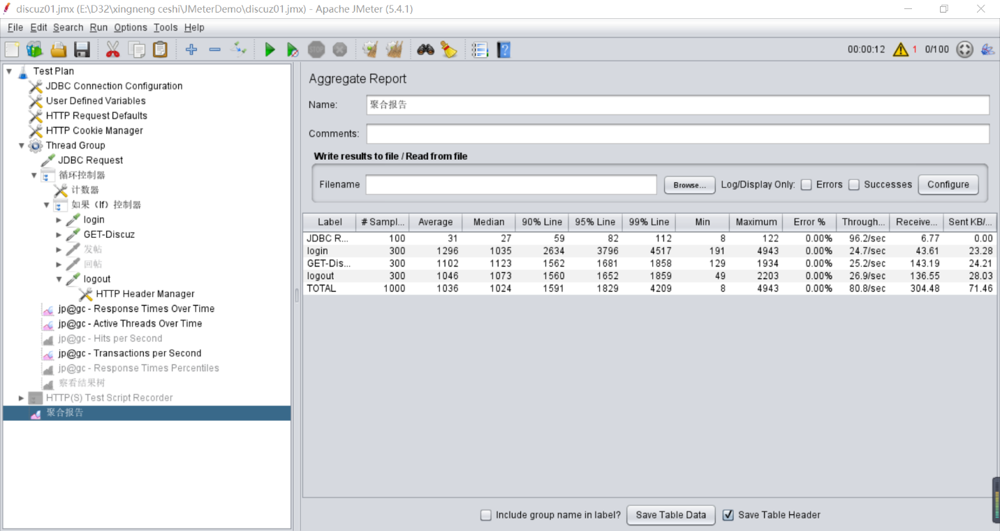 discuz01.jmx (E:\D32\xingneng ceshi\JMeterDemo\discuz01.jmx) - Apache JMeter (5.4.1)
File Edit Search Run Options Tools Help
STOP 00:00:12 1 0/100
Test Plan
JDBC Connection Configuration
User Defined Variables
HTTP Request Defaults
HTTP Cookie Manager
Thread Group
JDBC Request
循环控制器
计数器
如果（If）控制器
login
GET-Discuz
发帖
回帖
logout
HTTP Header Manager
jp@gc - Response Times Over Time
jp@gc - Active Threads Over Time
jp@gc - Hits per Second
jp@gc - Transactions per Second
jp@gc - Response Times Percentiles
察看结果树
HTTP(S) Test Script Recorder
聚合报告
Aggregate Report
Name: 聚合报告
Comments:
Write results to file / Read from file
Filename Browse... Log/Display Only: Errors Successes Configure
Label # Sampl... Average Median 90% Line 95% Line 99% Line Min Maximum Error % Through... Receive... Sent KB/...
JDBC R... 100 31 27 59 82 112 8 122 0.00% 96.2/sec 6.77 0.00
login 300 1296 1035 2634 3796 4517 191 4943 0.00% 24.7/sec 43.61 23.28
GET-Dis... 300 1102 1123 1562 1681 1858 129 1934 0.00% 25.2/sec 143.19 24.21
logout 300 1046 1073 1560 1652 1859 49 2203 0.00% 26.9/sec 136.55 28.03
TOTAL 1000 1036 1024 1591 1829 4209 8 4943 0.00% 80.8/sec 304.48 71.46
Include group name in label? Save Table Data Save Table Header